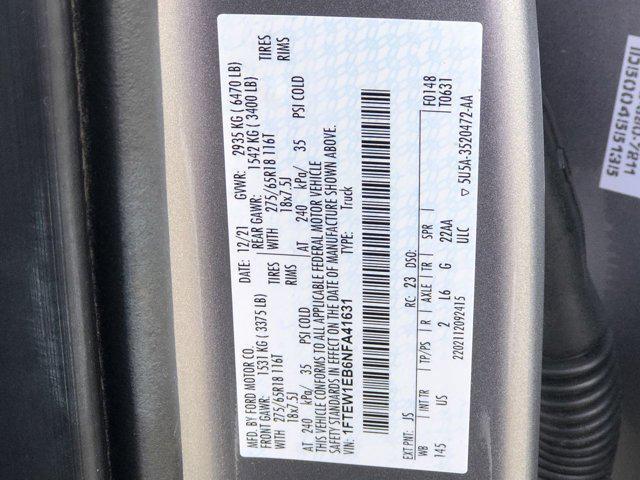 MFD. BY FORD MOTOR CO.
DATE: 12/21 GVWR: 2935 KG ( 6470 LB)
FRONT GAWR: 1531 KG ( 3375 LB) REAR GAWR: 1542 KG ( 3400 LB)
WITH 275/65R18 116T TIRES WITH 275/65R18 116T TIRES
18x7.5J RIMS 18x7.5J RIMS
AT 240 kPa/ 35 PSI COLD AT 240 kPa/ 35 PSI COLD
THIS VEHICLE CONFORMS TO ALL APPLICABLE FEDERAL MOTOR VEHICLE
SAFETY STANDARDS IN EFFECT ON THE DATE OF MANUFACTURE SHOWN ABOVE.
VIN: 1FTEW1EB6NFA41631 TYPE: Truck
F0148
T0631
EXT PNT: JS RC: 23 DSO:
WB INT TR TP/PS R AXLE TR SPR
145 US 2 L6 G 22AA
ULC
2202112092415
▽ 5U5A-3520472-AA